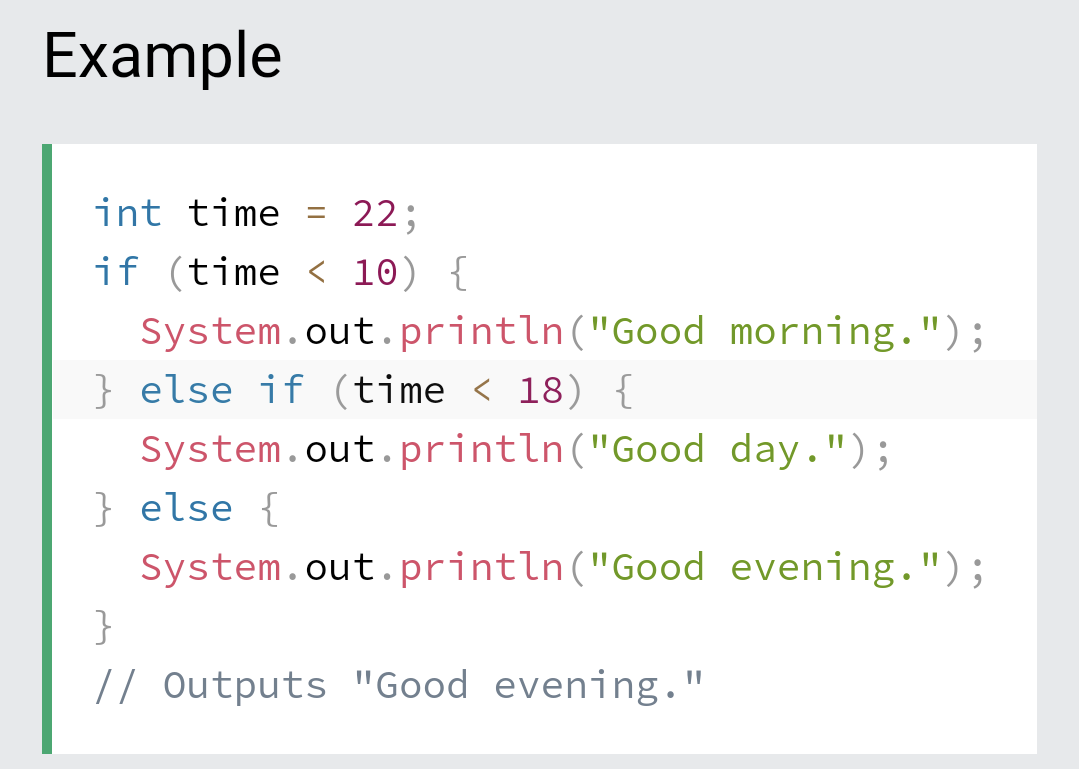 Example
int time = 22;
if (time < 10) {
  System.out.println("Good morning.");
} else if (time < 18) {
  System.out.println("Good day.");
} else {
  System.out.println("Good evening.");
}
// Outputs "Good evening."